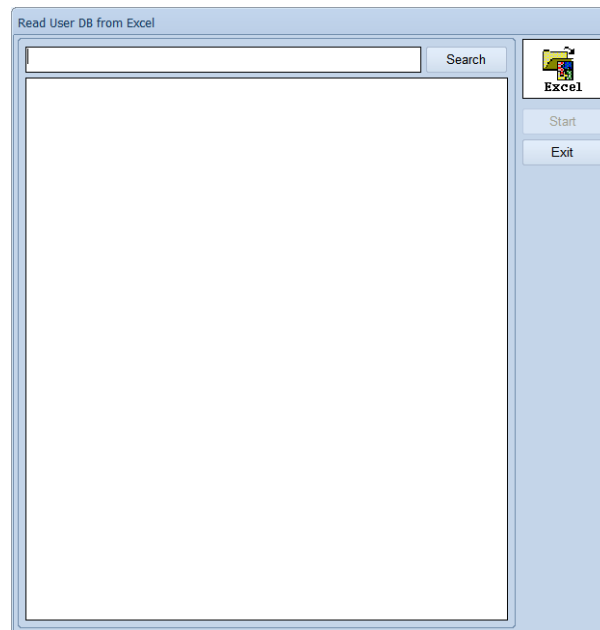 Read User DB from Excel
Search
Excel
Start
Exit